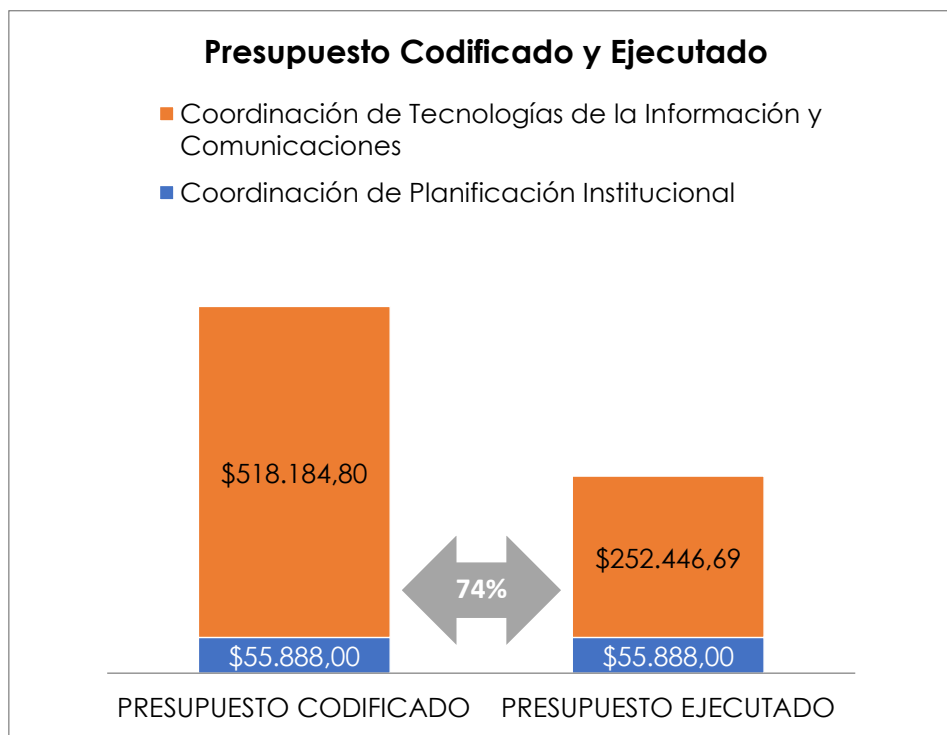 Presupuesto Codificado y Ejecutado
Coordinación de Tecnologías de la Información y
Comunicaciones
Coordinación de Planificación Institucional
$518.184,80
$252.446,69
74%
$55.888,00
$55.888,00
PRESUPUESTO CODIFICADO
PRESUPUESTO EJECUTADO